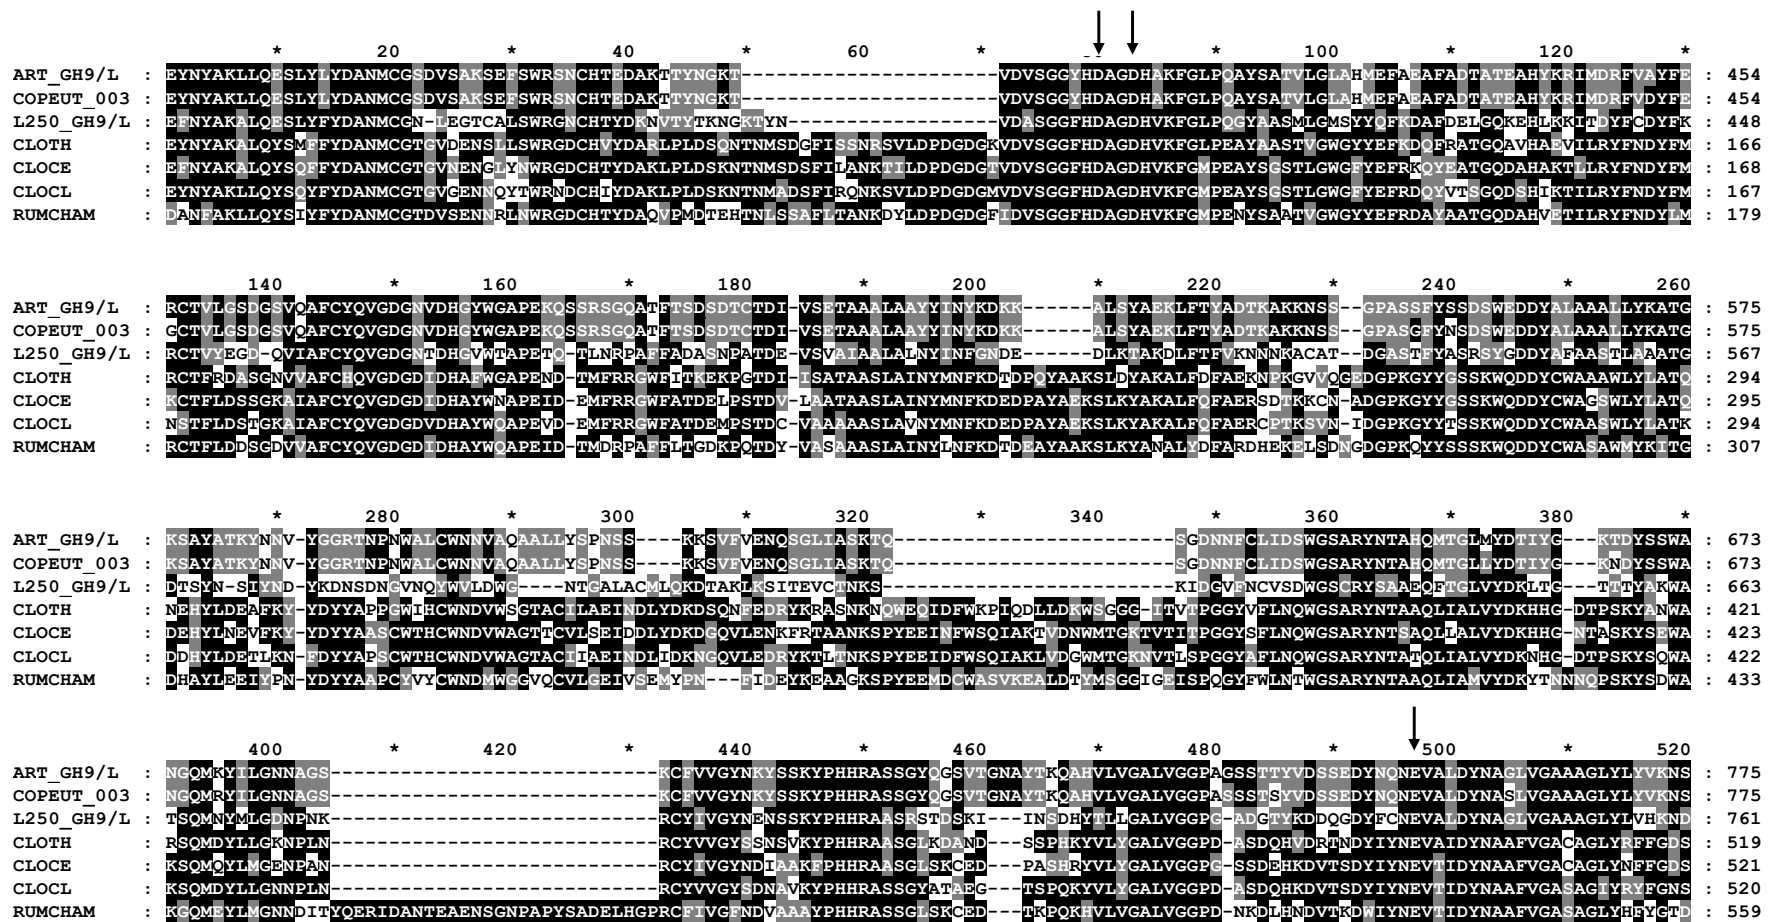 * 20 * 40 * 60 * 80 * 100 * 120 *
ART_GH9/L : EYNYAKLLQESLYLYDANMCGSDVSAKSEFSWRSNCHTEDAKTTYNGKT----------------------VDVSGGYHDAGDHAKFGLPQAYSATVLGLAHMEFAEAFADTATEAHYKRIMDRFVAYFE : 454
COPEUT_003 : EYNYAKLLQESLYLYDANMCGSDVSAKSEFSWRSNCHTEDAKTTYNGKT----------------------VDVSGGYHDAGDHAKFGLPQAYSATVLGLAHMEFAEAFADTATEAHYKRIMDRFVDYFE : 454
L250_GH9/L : EFNYAKALQESLYFYDANMCGN-LEGTCALSWRGNCHTYDKNVTYTKNGKTYN------------------VDASGGFHDAGDHVKFGLPQGYAASMLGMSYYQFKDAFDELGQKEHLKKITDYFCDYFK : 448
CLOTH : EYNYAKALQYSMFFYDANMCGTGVDENSLLSWRGDCHVYDARLPLDSQNTNMSDGFISSNRSVLDPDGDGKVDVSGGFHDAGDHVKFGLPEAYAASTVGWGYYEFKDQFRATGQAVHAEVILRYFNDYFM : 166
CLOCE : EFNYAKALQYSQFFYDANMCGTGVNENGLYNWRGDCHTYDAKLPLDSKNTNMSDSFILANKTILDPDGDGTVDVSGGFHDAGDHVKFGMPEAYSGSTLGWGFYEFRKQYEATGQDAHAKTLLRYFNDYFM : 168
CLOCL : EYNYAKLLQYSQYFYDANMCGTGVGENNQYTWRNDCHIYDAKLPLDSKNTNMADSFIRQNKSVLDPDGDGMVDVSGGFHDAGDHVKFGMPEAYSGSTLGWGFYEFRDQYVTSGQDSHIKTILRYFNDYFM : 167
RUMCHAM : DANFAKLLQYSIYFYDANMCGTDVSENNRLNWRGDCHTYDAQVPMDTEHTNLSSAFLTANKDYLDPDGDGFIDVSGGFHDAGDHVKFGMPENYSAATVGWGYYEFRDAYAATGQDAHVETILRYFNDYLM : 179
140 * 160 * 180 * 200 * 220 * 240 * 260
ART_GH9/L : RCTVLGSDGSVQAFCYQVGDGNVDHGYWGAPEKQSSRSGQATFTSDSDTCTDI-VSETAAALAAYYINYKDKK------ALSYAEKLFTYADTKAKKNSS--GPASSFYSSDSWEDDYALAAALLYKATG : 575
COPEUT_003 : GCTVLGSDGSVQAFCYQVGDGNVDHGYWGAPEKQSSRSGQATFTSDSDTCTDI-VSETAAALAAYYINYKDKK------ALSYAEKLFTYADTKAKKNSS--GPASGFYNSDSWEDDYALAAALLYKATG : 575
L250_GH9/L : RCTVYEGD-QVIAFCYQVGDGNTDHGVWTAPETQ-TLNRPAFFADASNPATDE-VSVAIAALALNYINFGNDE------DLKTAKDLFTFVKNNNKACAT--DGASTFYASRSYGDDYAFAASTLAAATG : 567
CLOTH : RCTFRDASGNVVAFCHQVGDGDIDHAFWGAPEND-TMFRRGWFITKEKPGTDI-ISATAASLAINYMNFKDTDPQYAAKSLDYAKALFDFAEKNPKGVVQGEDGPKGYYGSSKWQDDYCWAAAWLYLATQ : 294
CLOCE : KCTFLDSSGKAIAFCYQVGDGDIDHAYWNAPEID-EMFRRGWFATDELPSTDV-LAATAASLAINYMNFKDEDPAYAEKSLKYAKALFQFAERSDTKKCN-ADGPKGYYGSSKWQDDYCWAGSWLYLATQ : 295
CLOCL : NSTFLDSTGKAIAFCYQVGDGDVDHAYWQAPEVD-EMFRRGWFATDEMPSTDC-VAAAAASLAVNYMNFKDEDPAYAEKSLKYAKALFQFAERCPTKSVN-IDGPKGYYTSSKWQDDYCWAASWLYLATK : 294
RUMCHAM : RCTFLDDSGDVVAFCYQVGDGDIDHAYWQAPEID-TMDRPAFFLTGDKPQTDY-VASAAASLAINYLNFKDTDEAYAAKSLKYANALYDFARDHEKELSDNGDGPKQYYSSSKWQDDYCWASAWMYKITG : 307
* 280 * 300 * 320 * 340 * 360 * 380 *
ART_GH9/L : KSAYATKYNNV-YGGRTNPNWALCWNNVAQAALLYSPNSS----KKSVFVENQSGLIASKTQ------------------------SGDNNFCLIDSWGSARYNTAHQMTGLMYDTIYG---KTDYSSWA : 673
COPEUT_003 : KSAYATKYNNV-YGGRTNPNWALCWNNVAQAALLYSPNSS----KKSVFVENQSGLIASKTQ------------------------SGDNNFCLIDSWGSARYNTAHQMTGLLYDTIYG---KNDYSSWA : 673
L250_GH9/L : DTSYN-SIYND-YKDNSDNGVNQYWVLDWG----NTGALACMLQKDTAKLKSITEVCTNKS-------------------------KIDGVFNCVSDWGSCRYSAAEQFTGLVYDKLTG---TTTYAKWA : 663
CLOTH : NEHYLDEAFKY-YDYYAPPGWIHCWNDVWSGTACILAEINDLYDKDSQNFEDRYKRASNKNQWEQIDFWKPIQDLLDKWSGGG-ITVTPGGYVFLNQWGSARYNTAAQLIALVYDKHHG-DTPSKYANWA : 421
CLOCE : DEHYLNEVFKY-YDYYAASCWTHCWNDVWAGTTCVLSEIDDLYDKDGQVLENKFRTAANKSPYEEINFWSQIAKTVDNWMTGKTVTITPGGYSFLNQWGSARYNTSAQLLALVYDKHHG-NTASKYSEWA : 423
CLOCL : DDHYLDETLKN-FDYYAPSCWTHCWNDVWAGTACIIAEINDLIDKNGQVLEDRYKTLTNKSPYEEIDFWSQIAKLVDGWMTGKNVTLSPGGYAFLNQWGSARYNTATQLIALVYDKNHG-DTPSKYSQWA : 422
RUMCHAM : DHAYLEEIYPN-YDYYAAPCYVYCWNDMWGGVQCVLGEIVSEMYPN---FIDEYKEAAGKSPYEEMDCWASVKEALDTYMSGGIGEISPQGYFWLNTWGSARYNTAAQLIAMVYDKYTNNNQPSKYSDWA : 433
400 * 420 * 440 * 460 * 480 * 500 * 520
ART_GH9/L : NGQMKYILGNNAGS----------------------------KCFVVGYNKYSSKYPHHRASSGYQGSVTGNAYTKQAHVLVGALVGGPAGSSTTYVDSSEDYNQNEVALDYNAGLVGAAAGLYLYVKNS : 775
COPEUT_003 : NGQMRYILGNNAGS----------------------------KCFVVGYNKYSSKYPHHRASSGYQGSVTGNAYTKQAHVLVGALVGGPASSSTSYVDSSEDYNQNEVALDYNASLVGAAAGLYLYVKNS : 775
L250_GH9/L : TSQMNYMLGDNPNK----------------------------RCYIVGYNENSSKYPHHRAASRSTDSKI---INSDHYTLLGALVGGPG-ADGTYKDDQGDYFCNEVALDYNAGLVGAAAGLYLVHKND : 761
CLOTH : RSQMDYLLGKNPLN----------------------------RCYVVGYSSNSVKYPHHRAASGLKDAND---SSPHKYVLYGALVGGPD-ASDQHVDRTNDYIYNEVAIDYNAAFVGACAGLYRFFGDS : 519
CLOCE : KSQMQYLMGENPAN----------------------------RCYIVGYNDIAAKFPHHRAASGLSKCED---PASHRYVLYGALVGGPG-SSDEHKDVTSDYIYNEVTIDYNAAFVGACAGLYNFFGDS : 521
CLOCL : KSQMDYLLGNNPLN----------------------------RCYVVGYSDNAVKYPHHRASSGYATAEG---TSPQKYVLYGALVGGPD-ASDQHKDVTSDYIYNEVTIDYNAAFVGASAGIYRYFGNS : 520
RUMCHAM : KGQMEYLMGNNDITYQERIDANTEAENSGNPAPYSADELHGPRCFIVGFNDVAAAYPHHRASSGLSKCED---TKPQKHVLVGALVGGPD-NKDLHNDVTKDWIYNEVTIDYNAAFVGASAGLYHFYGTD : 559